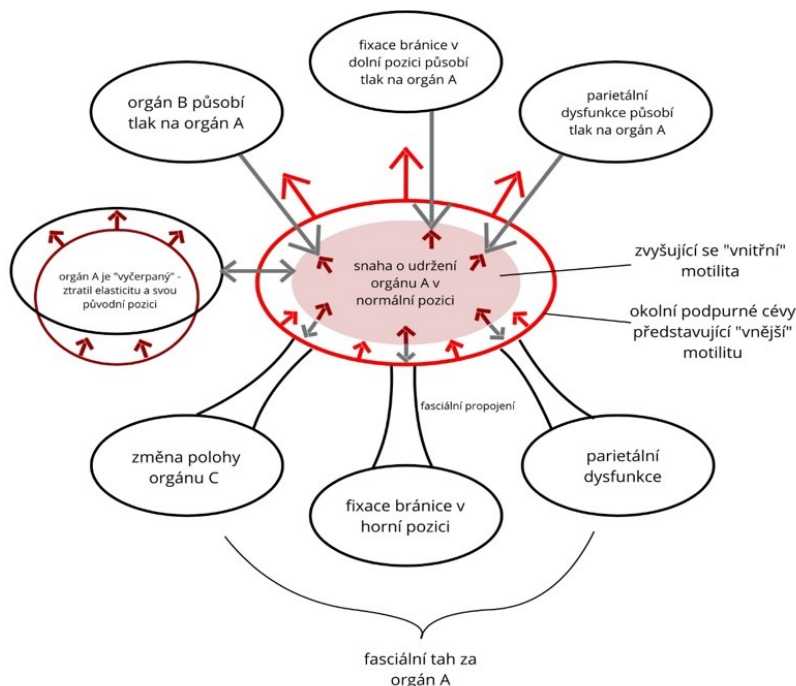 fixace bránice v
dolní pozici působí
tlak na orgán A
orgán B působí
tlak na orgán A
parietální
dysfunkce působí
tlak na orgán A
orgán A je "vyčerpaný" -
ztratil elasticitu a svou
původní pozici
snaha o udržení
orgánu A v
normální pozici
zvyšující se "vnitřní"
motilita
okolní podpurné cévy
představující "vnější"
motilitu
fasciální propojení
změna polohy
orgánu C
fixace bránice v
horní pozici
parietální
dysfunkce
fasciální tah za
orgán A